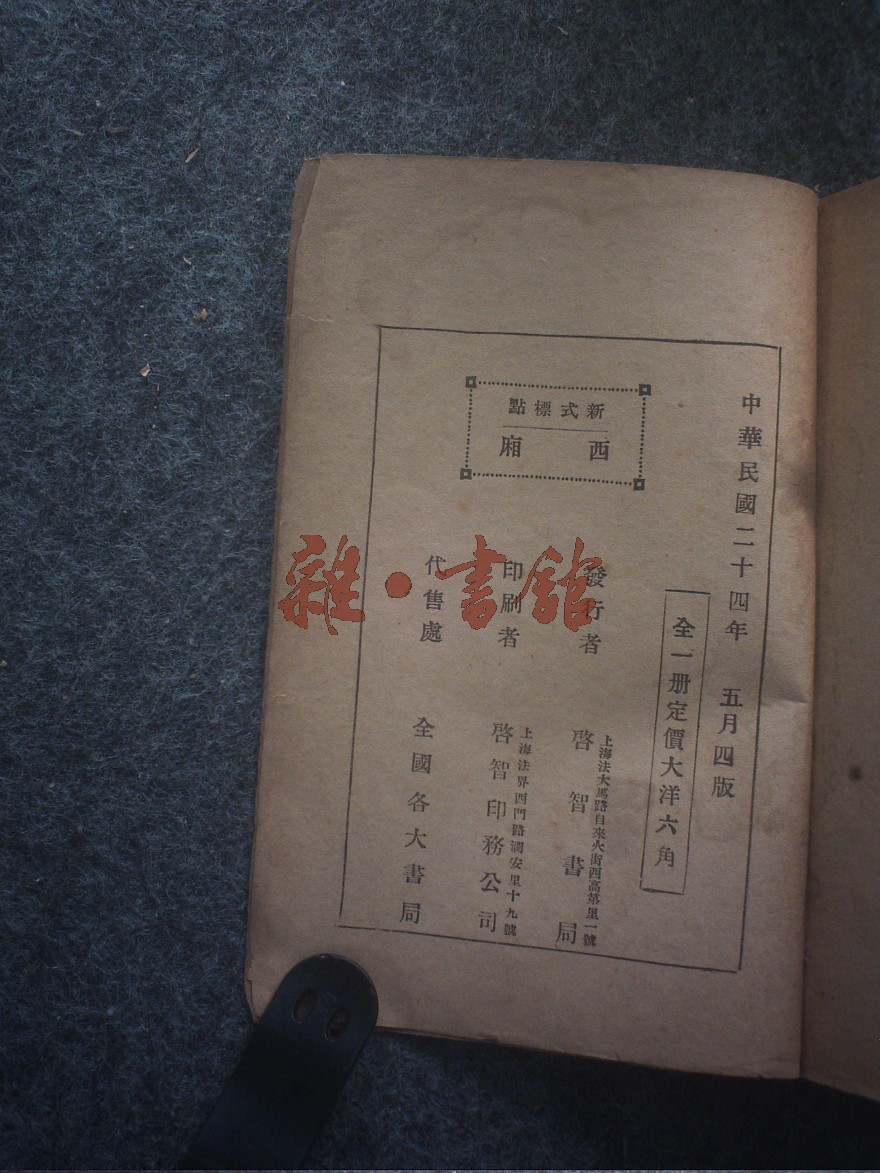 中華民國二十四年 五月四版
全一册定價大洋六角
新式標點
西廂
發行者
上海法大馬路自來火街西高第里一號
啓智書局
印刷者
上海法界西門路潤安里十九號
啓智印務公司
代售處
全國各大書局
雜·書館